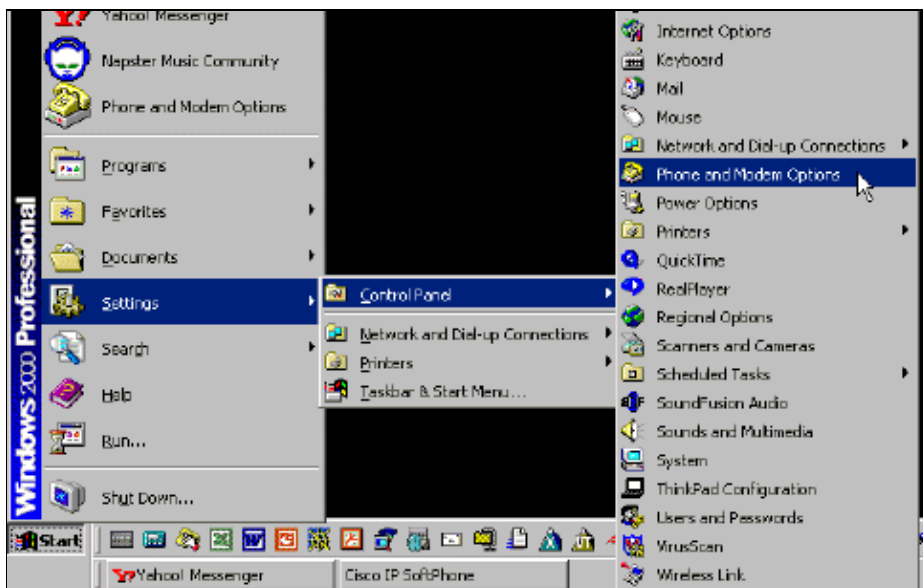 Yahoo! Messenger
Napster Music Community
Phone and Modem Options
Programs
Favorites
Documents
Settings
Search
Help
Run...
Shut Down...
Windows 2000 Professional
Control Panel
Network and Dial-up Connections
Printers
Taskbar & Start Menu...
Internet Options
Keyboard
Mail
Mouse
Network and Dial-up Connections
Phone and Modem Options
Power Options
Printers
QuickTime
RealPlayer
Regional Options
Scanners and Cameras
Scheduled Tasks
SoundFusion Audio
Sounds and Multimedia
System
ThinkPad Configuration
Users and Passwords
VirusScan
Wireless Link
Start
Yahoo! Messenger
Cisco IP SoftPhone